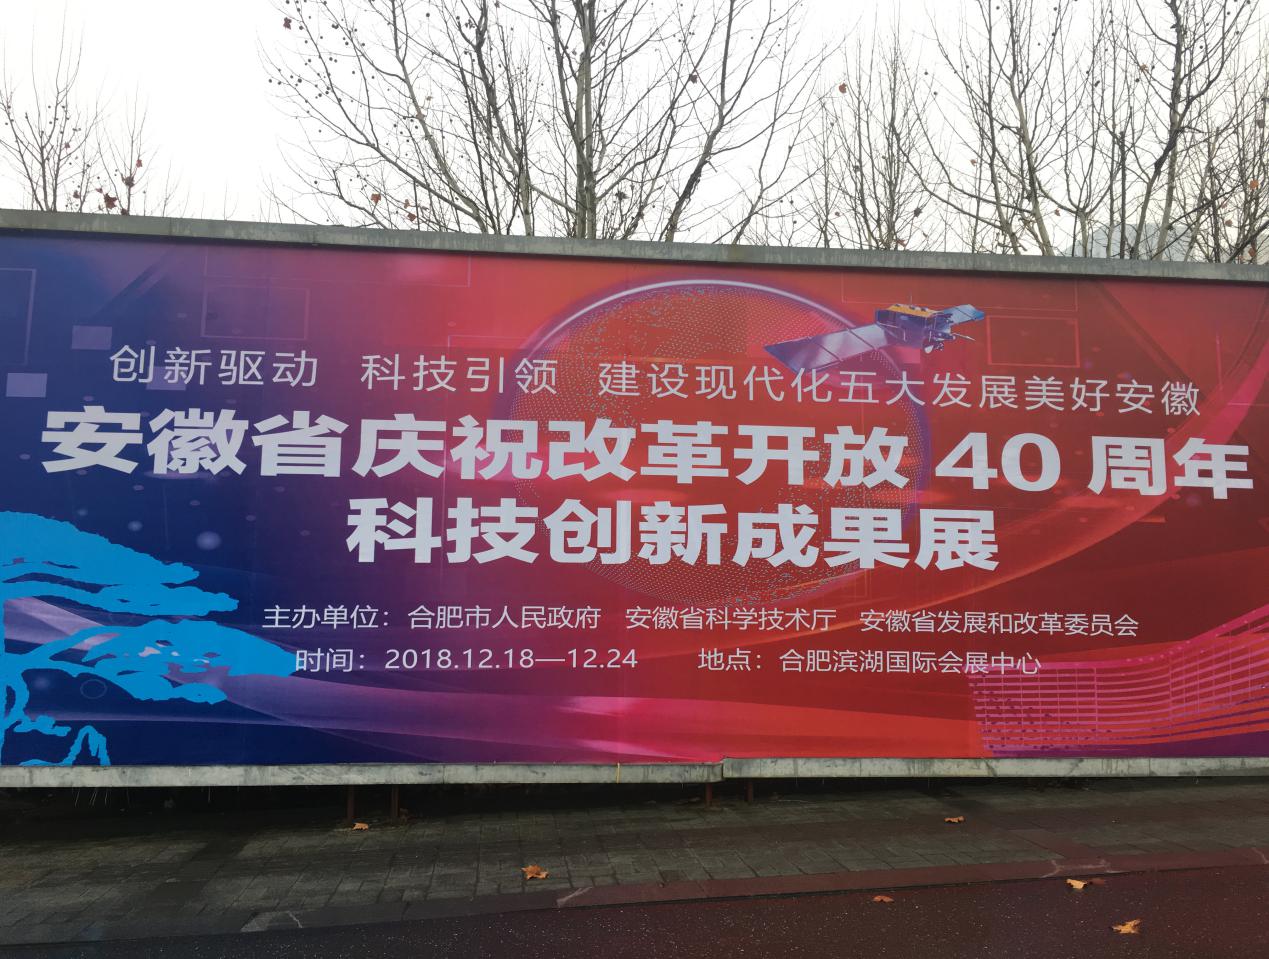 创新驱动 科技引领 建设现代化五大发展美好安徽
安徽省庆祝改革开放 40 周年
科技创新成果展
主办单位：合肥市人民政府 安徽省科学技术厅 安徽省发展和改革委员会
时间：2018.12.18—12.24 地点：合肥滨湖国际会展中心